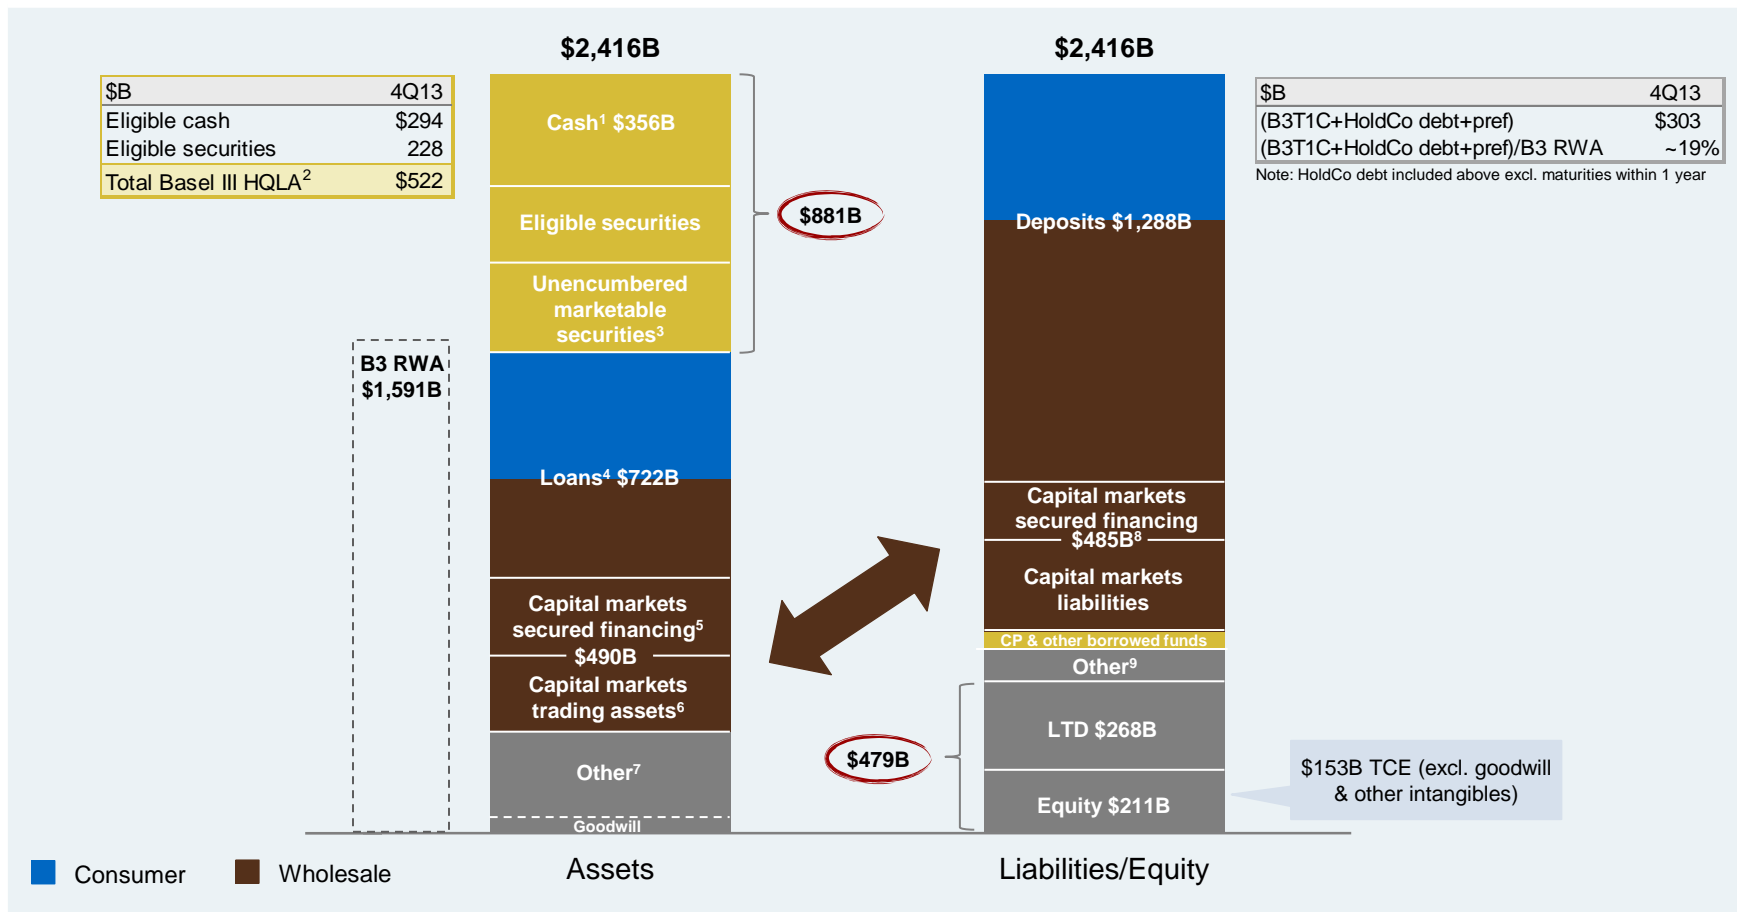 $2,416B
$2,416B
$B 4Q13
Eligible cash $294
Eligible securities 228
Total Basel III HQLA2 $522
$B 4Q13
(B3T1C+HoldCo debt+pref) $303
(B3T1C+HoldCo debt+pref)/B3 RWA ~19%
Note: HoldCo debt included above excl. maturities within 1 year
B3 RWA
$1,591B
Cash1 $356B
Eligible securities
Unencumbered
marketable
securities3
$881B
Loans4 $722B
Capital markets
secured financing5
$490B
Capital markets
trading assets6
Other7
Goodwill
Deposits $1,288B
Capital markets
secured financing
$485B8
Capital markets
liabilities
CP & other borrowed funds
Other9
LTD $268B
Equity $211B
$479B
$153B TCE (excl. goodwill
& other intangibles)
Consumer
Wholesale
Assets
Liabilities/Equity